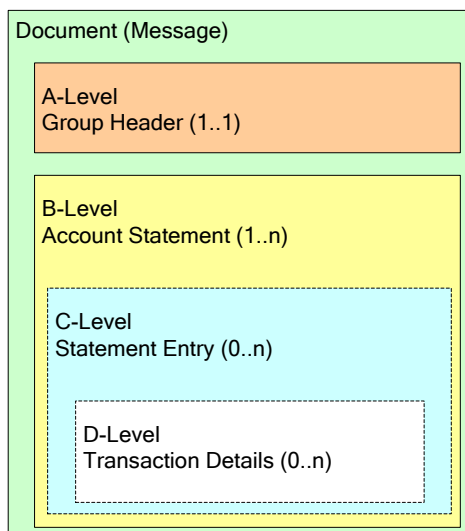 Document (Message)
A-Level
Group Header (1..1)
B-Level
Account Statement (1..n)
C-Level
Statement Entry (0..n)
D-Level
Transaction Details (0..n)